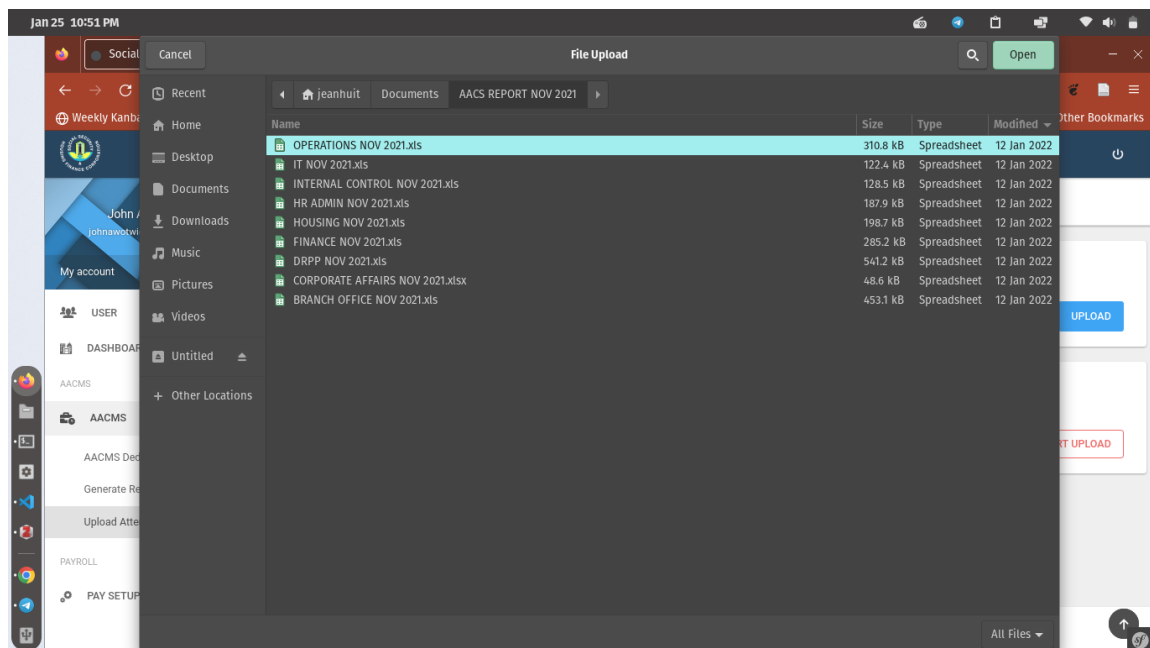 Jan 25 10:51 PM
Social
Cancel
File Upload
Open
Recent
jeanhuit Documents AACS REPORT NOV 2021
Weekly Kanba
Other Bookmarks
Home
Name Size Type Modified
OPERATIONS NOV 2021.xls 310.8 kB Spreadsheet 12 Jan 2022
IT NOV 2021.xls 122.4 kB Spreadsheet 12 Jan 2022
INTERNAL CONTROL NOV 2021.xls 128.5 kB Spreadsheet 12 Jan 2022
HR ADMIN NOV 2021.xls 187.9 kB Spreadsheet 12 Jan 2022
HOUSING NOV 2021.xls 198.7 kB Spreadsheet 12 Jan 2022
FINANCE NOV 2021.xls 285.2 kB Spreadsheet 12 Jan 2022
DRPP NOV 2021.xls 541.2 kB Spreadsheet 12 Jan 2022
CORPORATE AFFAIRS NOV 2021.xlsx 48.6 kB Spreadsheet 12 Jan 2022
BRANCH OFFICE NOV 2021.xls 453.1 kB Spreadsheet 12 Jan 2022
Desktop
Documents
Downloads
Music
Pictures
Videos
Untitled
Other Locations
John A
johnawotwi
My account
USER
DASHBOAR
AACMS
AACMS
AACMS Ded
Generate Re
Upload Atte
PAYROLL
PAY SETUP
UPLOAD
RT UPLOAD
All Files
sf